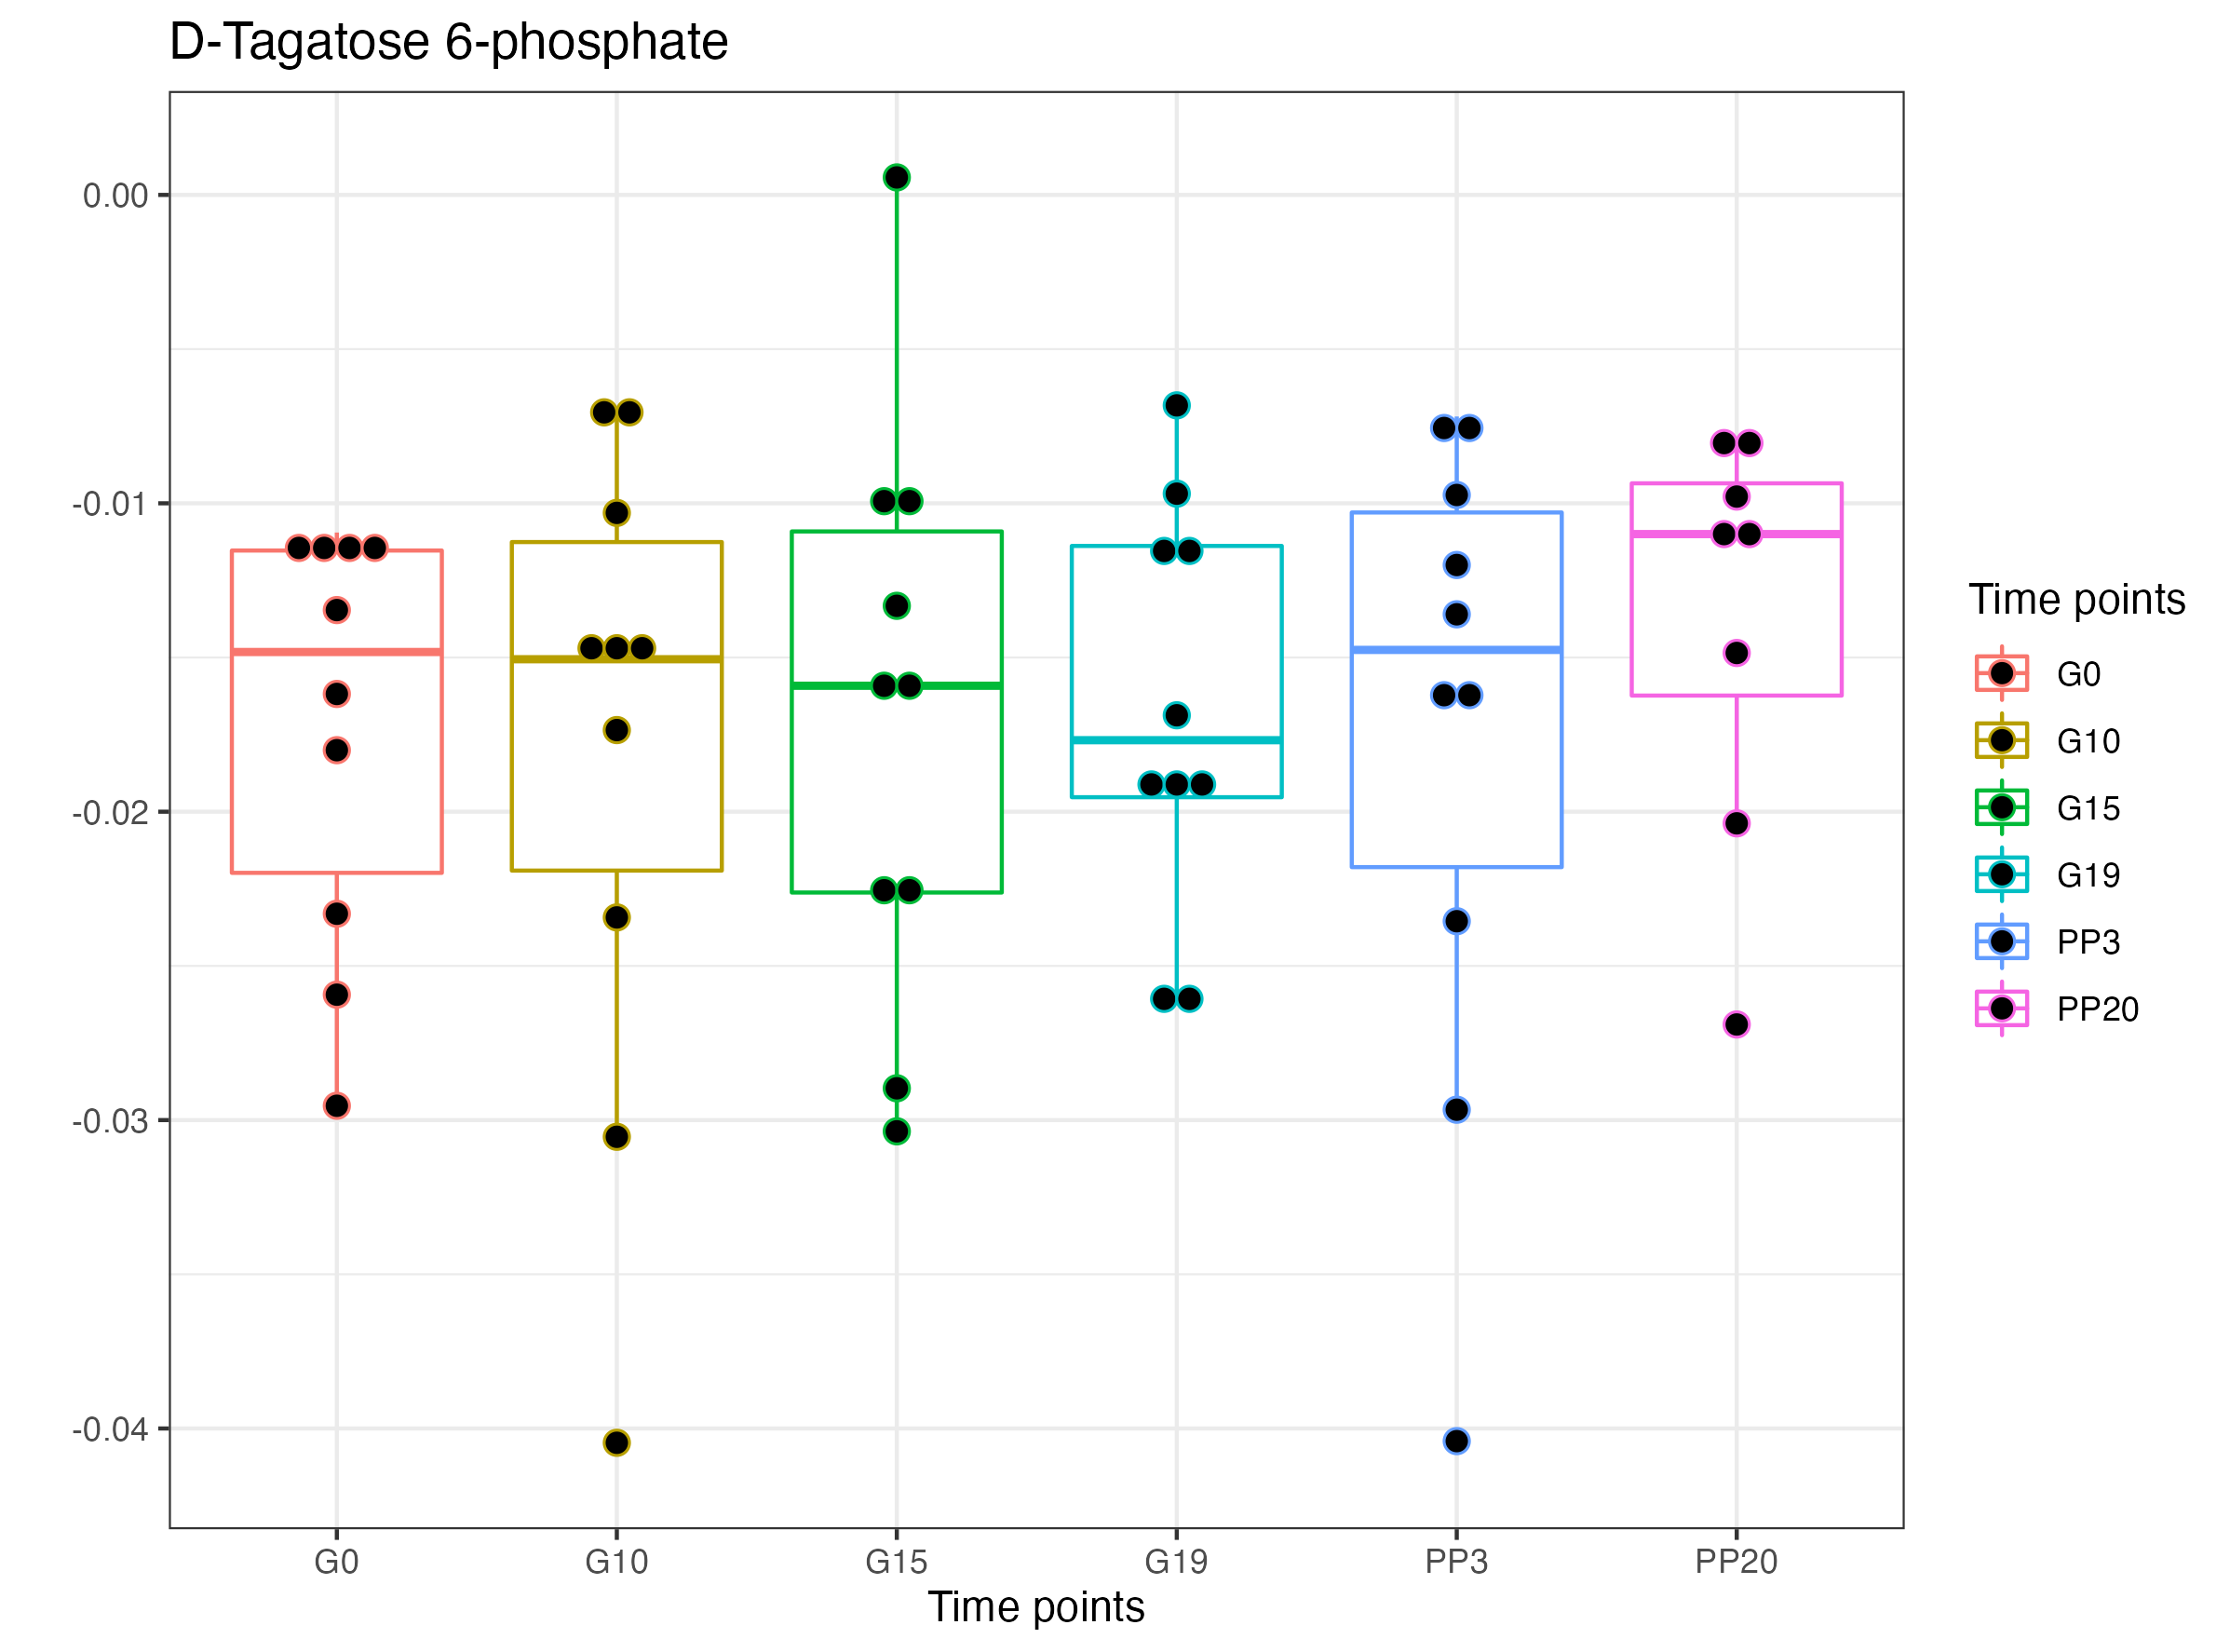 D-Tagatose 6-phosphate
0.00
-0.01
-0.02
-0.03
-0.04
G0 G10 G15 G19 PP3 PP20
Time points
Time points
G0
G10
G15
G19
PP3
PP20